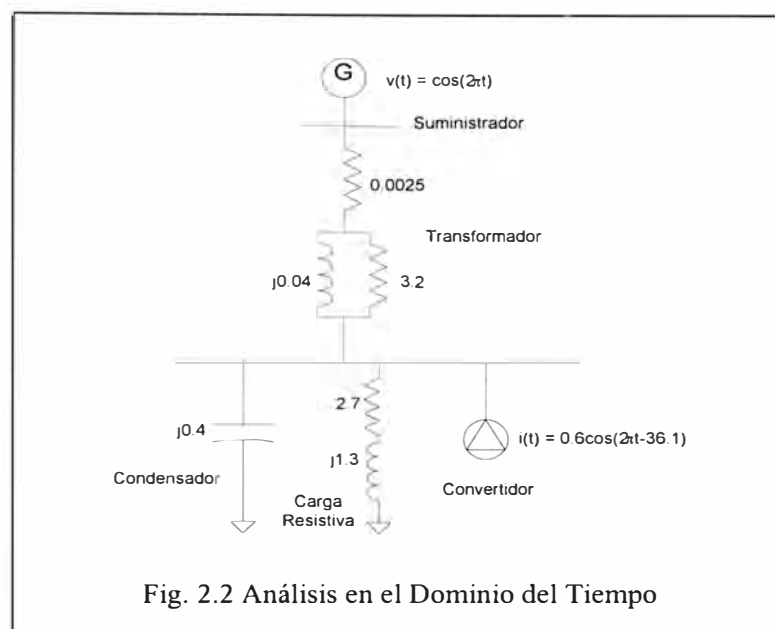 G
v(t) = cos(2πt)
Suministrador
0.0025
Transformador
j0.04
3.2
2.7
j0.4
j1.3
i(t) = 0.6cos(2πt-36.1)
Condensador
Carga
Resistiva
Convertidor
Fig. 2.2 Análisis en el Dominio del Tiempo